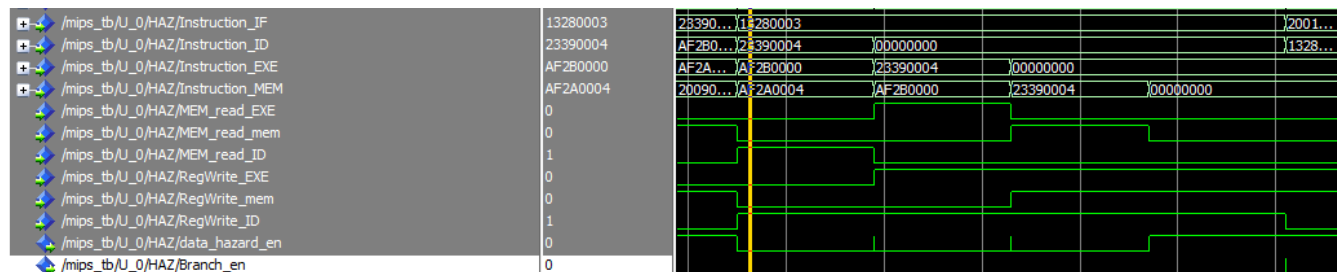 /mips_tb/U_0/HAZ/Instruction_IF 13280003 23390... 13280003 2001...
/mips_tb/U_0/HAZ/Instruction_ID 23390004 AF2B0... 23390004 00000000 1328...
/mips_tb/U_0/HAZ/Instruction_EXE AF2B0000 AF2A... AF2B0000 23390004 00000000
/mips_tb/U_0/HAZ/Instruction_MEM AF2A0004 20090... AF2A0004 AF2B0000 23390004 00000000
/mips_tb/U_0/HAZ/MEM_read_EXE 0
/mips_tb/U_0/HAZ/MEM_read_mem 0
/mips_tb/U_0/HAZ/MEM_read_ID 1
/mips_tb/U_0/HAZ/RegWrite_EXE 0
/mips_tb/U_0/HAZ/RegWrite_mem 0
/mips_tb/U_0/HAZ/RegWrite_ID 1
/mips_tb/U_0/HAZ/data_hazard_en 0
/mips_tb/U_0/HAZ/Branch_en 0